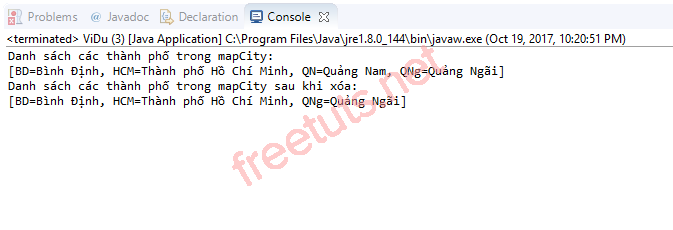 Problems @ Javadoc Declaration Console
<terminated> ViDu (3) [Java Application] C:\Program Files\Java\jre1.8.0_144\bin\javaw.exe (Oct 19, 2017, 10:20:51 PM)
Danh sách các thành phố trong mapCity:
[BD=Bình Định, HCM=Thành phố Hồ Chí Minh, QN=Quảng Nam, QNg=Quảng Ngãi]
Danh sách các thành phố trong mapCity sau khi xóa:
[BD=Bình Định, HCM=Thành phố Hồ Chí Minh, QNg=Quảng Ngãi]
freetuts.net